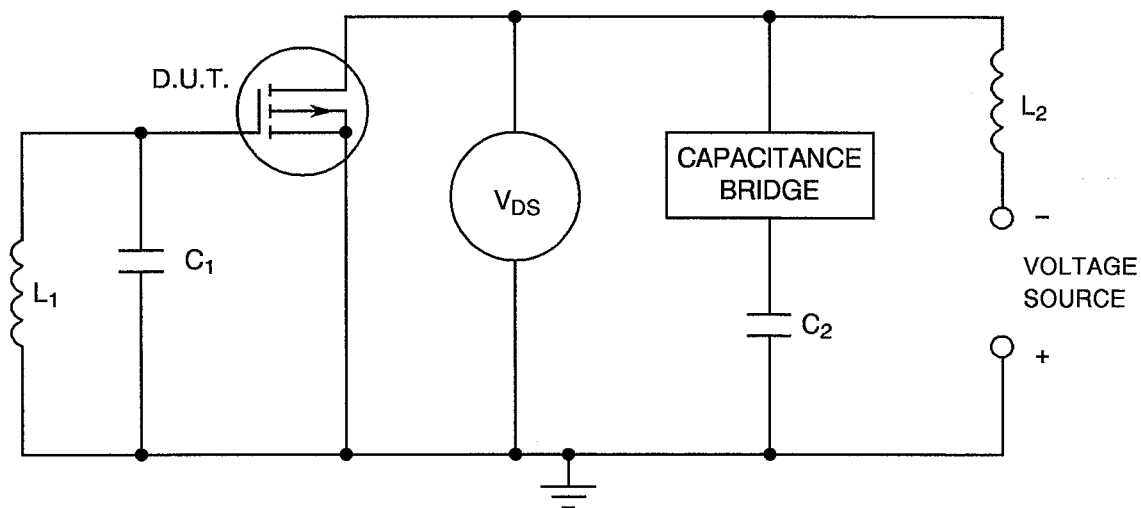 D.U.T.
L1
C1
VDS
CAPACITANCE
BRIDGE
C2
L2
−
VOLTAGE
SOURCE
+